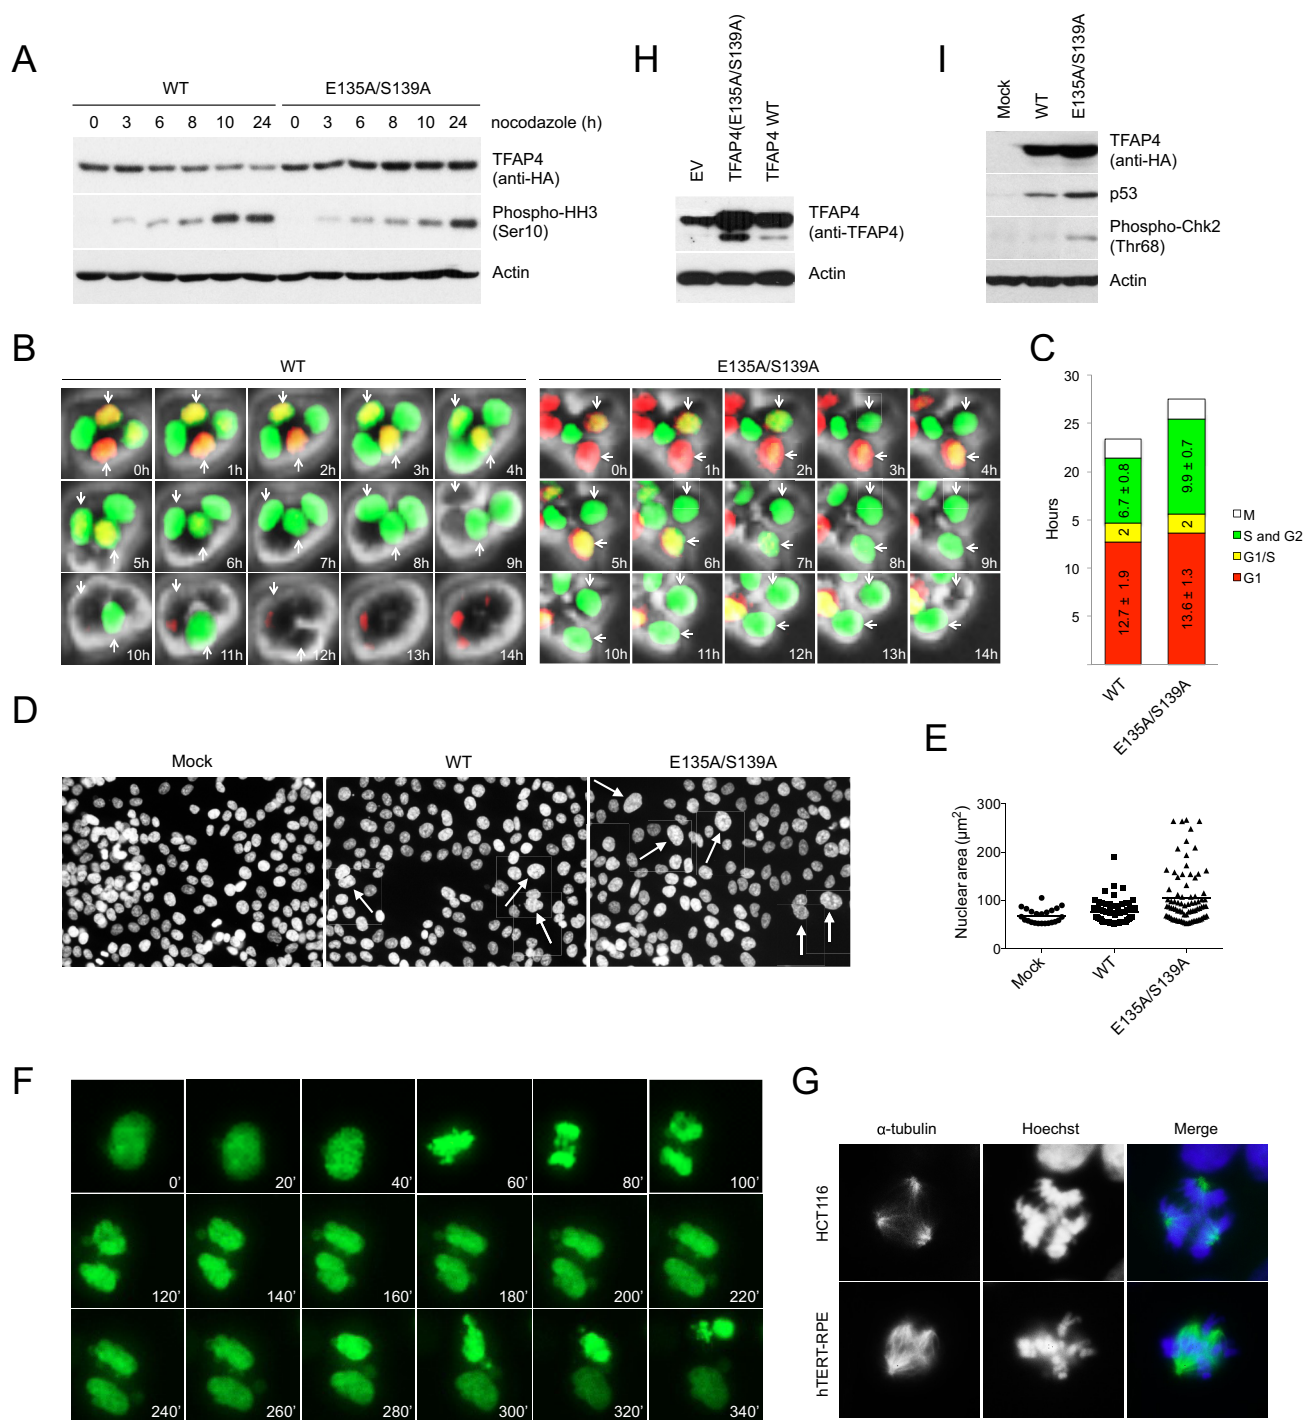 A
WT E135A/S139A
0 3 6 8 10 24 0 3 6 8 10 24 nocodazole (h)
TFAP4
(anti-HA)
Phospho-HH3
(Ser10)
Actin
H
EV
TFAP4(E135A/S139A)
TFAP4 WT
TFAP4
(anti-TFAP4)
Actin
I
Mock
WT
E135A/S139A
TFAP4
(anti-HA)
p53
Phospho-Chk2
(Thr68)
Actin
B
WT
0h 1h 2h 3h 4h
5h 6h 7h 8h 9h
10h 11h 12h 13h 14h
E135A/S139A
0h 1h 2h 3h 4h
5h 6h 7h 8h 9h
10h 11h 12h 13h 14h
C
Hours
30
25
20
5
10
5
12.7 ± 1.9
2
6.7 ± 0.8
13.6 ± 1.3
2
9.9 ± 0.7
M
S and G2
G1/S
G1
WT
E135A/S139A
D
Mock WT E135A/S139A
E
Nuclear area (µm²)
300
200
100
0
Mock
WT
E135A/S139A
F
0’ 20’ 40’ 60’ 80’ 100’
120’ 140’ 160’ 180’ 200’ 220’
240’ 260’ 280’ 300’ 320’ 340’
G
α-tubulin Hoechst Merge
HCT116
hTERT-RPE